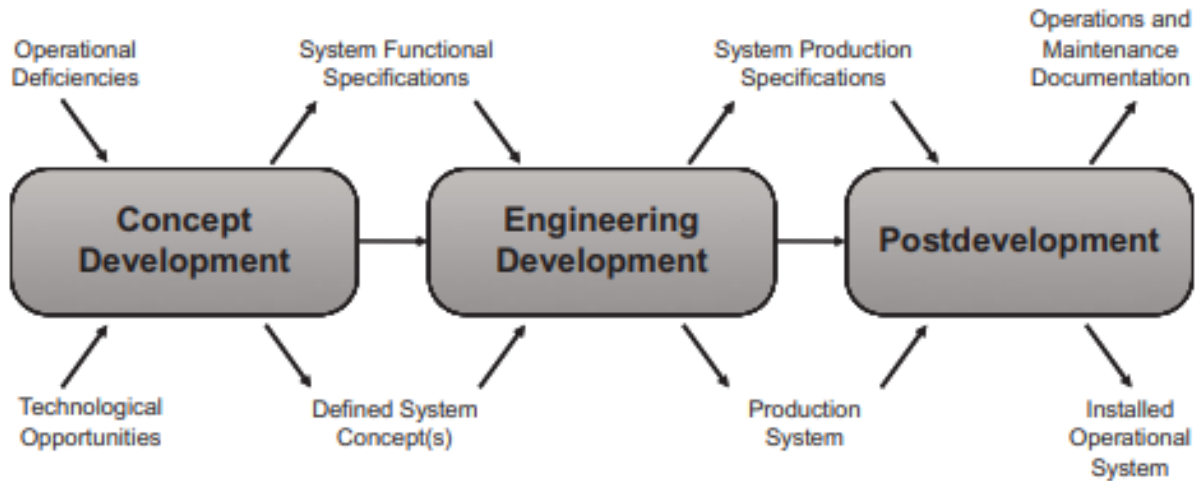 Operational
Deficiencies
System Functional
Specifications
System Production
Specifications
Operations and
Maintenance
Documentation
Concept
Development
Engineering
Development
Postdevelopment
Technological
Opportunities
Defined System
Concept(s)
Production
System
Installed
Operational
System